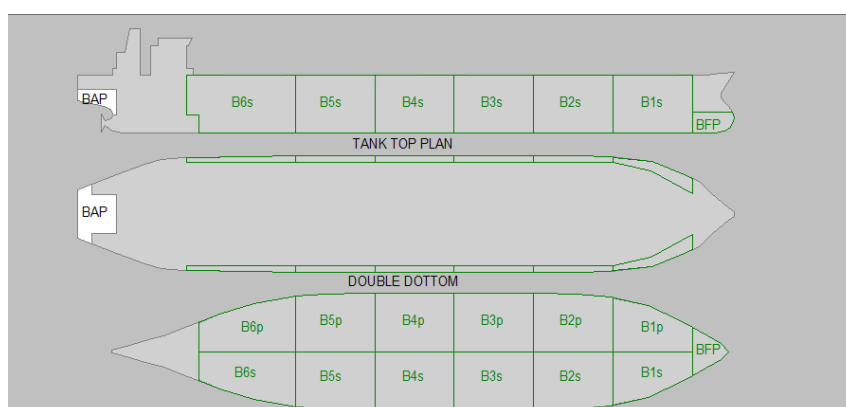 BAP B6s B5s B4s B3s B2s B1s
BFP
TANK TOP PLAN
BAP
DOUBLE DOTTOM
B6p B5p B4p B3p B2p B1p
BFP
B6s B5s B4s B3s B2s B1s